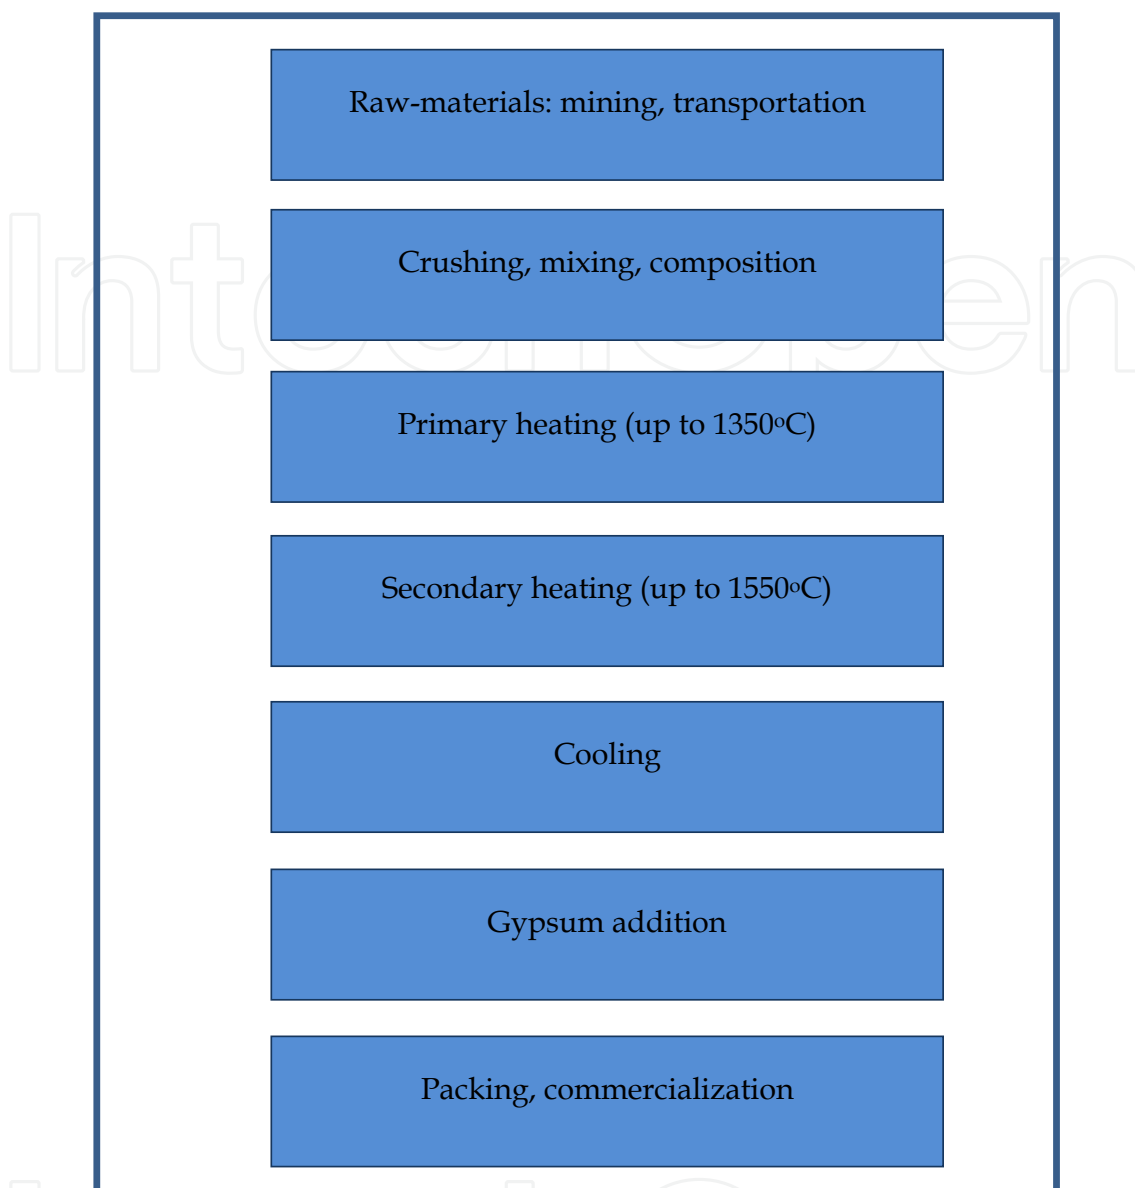 Raw-materials: mining, transportation
Crushing, mixing, composition
Primary heating (up to 1350ºC)
Secondary heating (up to 1550ºC)
Cooling
Gypsum addition
Packing, commercialization